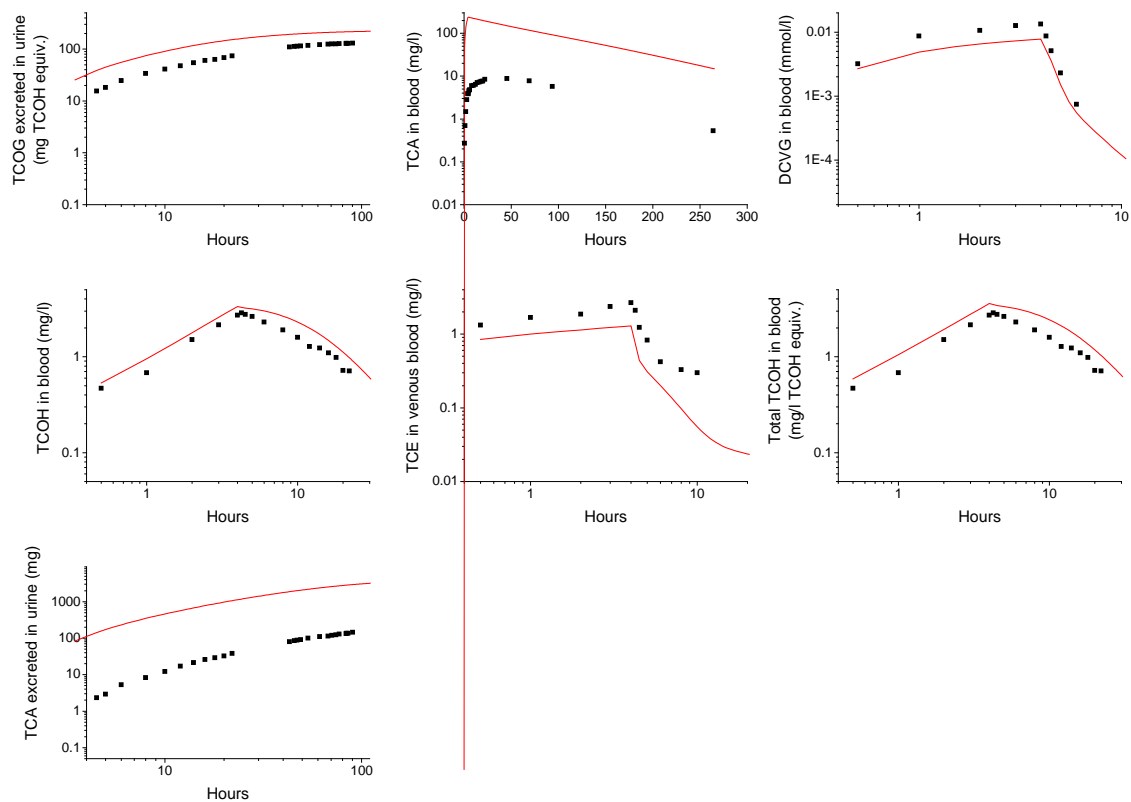 TCOG excreted in urine
(mg TCOH equiv.)
100
10
1
0.1
10
100
Hours
TCA in blood (mg/l)
100
10
1
0.1
0.01
0
50
100
150
200
250
300
Hours
DCVG in blood (mmol/l)
0.01
1E-3
1E-4
1
10
Hours
TCOH in blood (mg/l)
1
0.1
1
10
Hours
TCE in venous blood (mg/l)
1
0.1
0.01
1
10
Hours
Total TCOH in blood
(mg/l TCOH equiv.)
1
0.1
1
10
Hours
TCA excreted in urine (mg)
1000
100
10
1
0.1
10
100
Hours